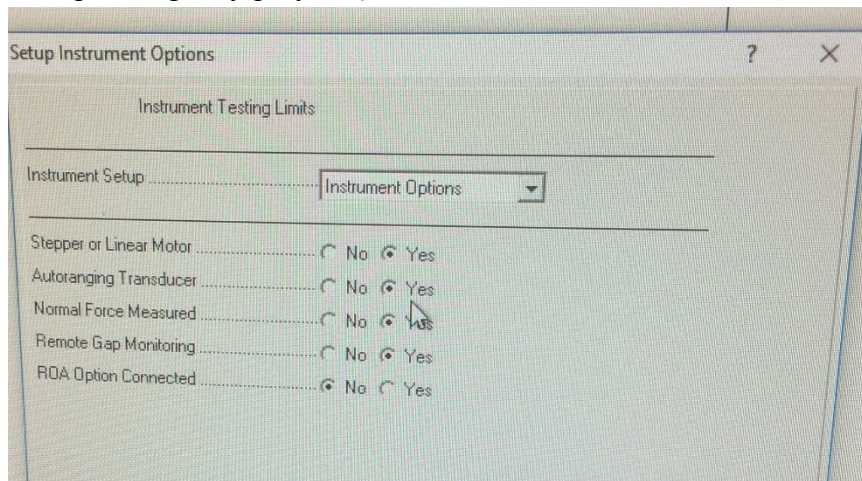 Setup Instrument Options ? X
Instrument Testing Limits
Instrument Setup Instrument Options
Stepper or Linear Motor No Yes
Autoranging Transducer No Yes
Normal Force Measured No Yes
Remote Gap Monitoring No Yes
ROA Option Connected No Yes